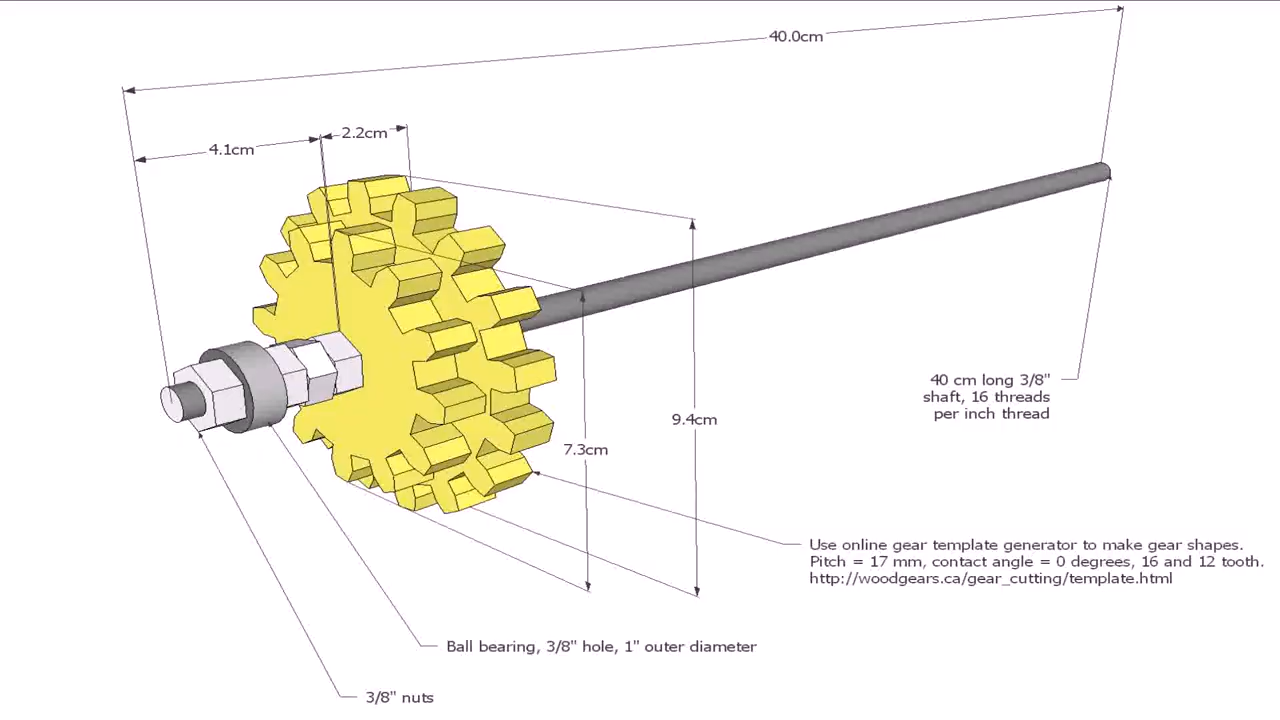 40.0cm
2.2cm
4.1cm
40 cm long 3/8"
shaft, 16 threads
per inch thread
9.4cm
7.3cm
Use online gear template generator to make gear shapes.
Pitch = 17 mm, contact angle = 0 degrees, 16 and 12 tooth.
http://woodgears.ca/gear_cutting/template.html
Ball bearing, 3/8" hole, 1" outer diameter
3/8" nuts